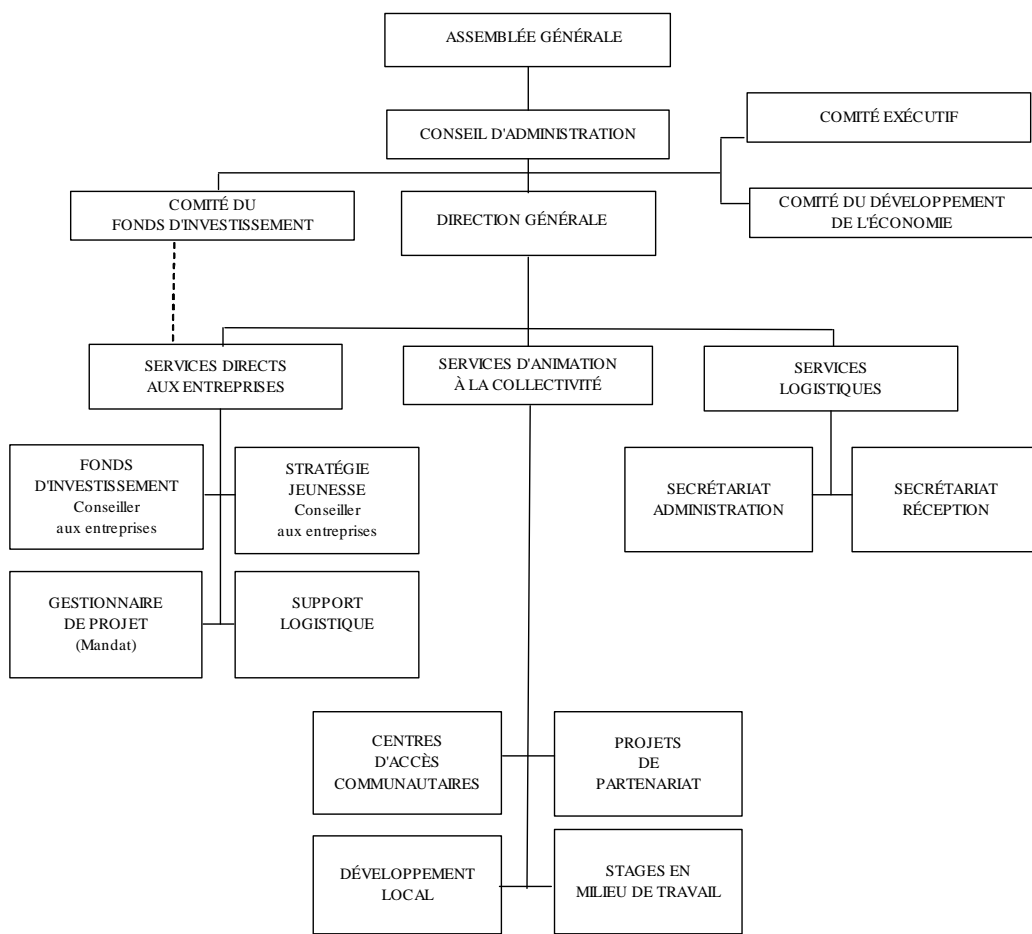 ASSEMBLÉE GÉNÉRALE
CONSEIL D'ADMINISTRATION
COMITÉ EXÉCUTIF
COMITÉ DU
FONDS D'INVESTISSEMENT
DIRECTION GÉNÉRALE
COMITÉ DU DÉVELOPPEMENT
DE L'ÉCONOMIE
SERVICES DIRECTS
AUX ENTREPRISES
SERVICES D'ANIMATION
À LA COLLECTIVITÉ
SERVICES
LOGISTIQUES
FONDS
D'INVESTISSEMENT
Conseiller
aux entreprises
STRATÉGIE
JEUNESSE
Conseiller
aux entreprises
SECRÉTARIAT
ADMINISTRATION
SECRÉTARIAT
RÉCEPTION
GESTIONNAIRE
DE PROJET
(Mandat)
SUPPORT
LOGISTIQUE
CENTRES
D'ACCÈS
COMMUNAUTAIRES
PROJETS
DE
PARTENARIAT
DÉVELOPPEMENT
LOCAL
STAGES EN
MILIEU DE TRAVAIL